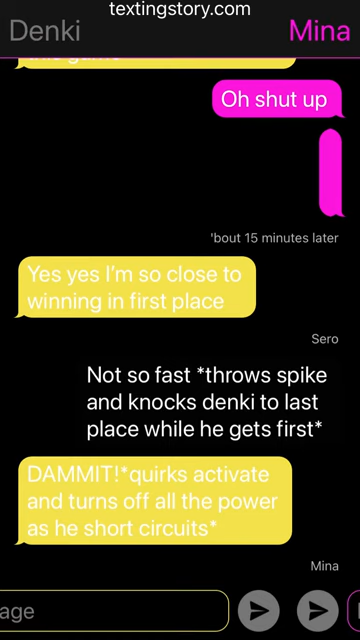 textingstory.com
Denki
Mina
Oh shut up
'bout 15 minutes later
Yes yes I'm so close to
winning in first place
Sero
Not so fast *throws spike
and knocks denki to last
place while he gets first*
DAMMIT!*quirks activate
and turns off all the power
as he short circuits*
Mina
age